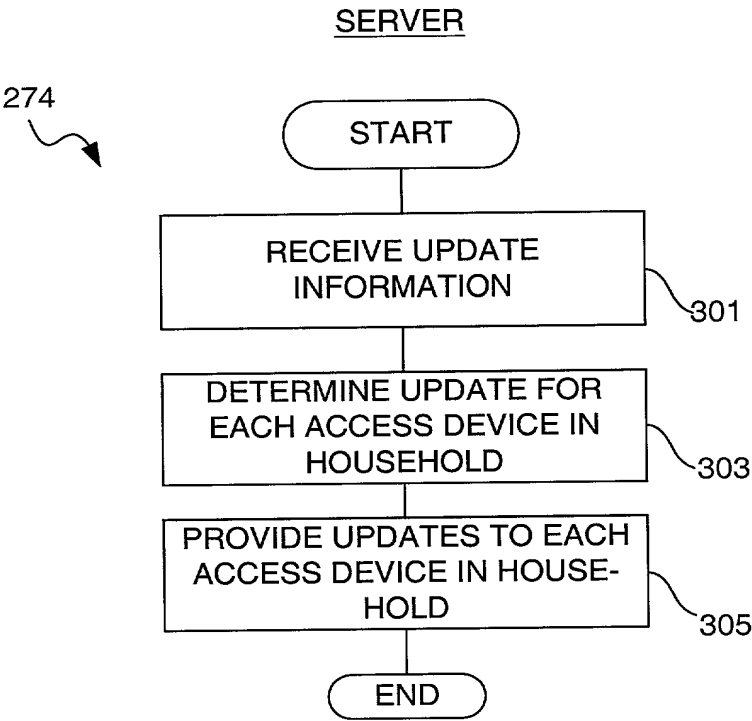 SERVER
274
START
RECEIVE UPDATE
INFORMATION
301
DETERMINE UPDATE FOR
EACH ACCESS DEVICE IN
HOUSEHOLD
303
PROVIDE UPDATES TO EACH
ACCESS DEVICE IN HOUSE-
HOLD
305
END